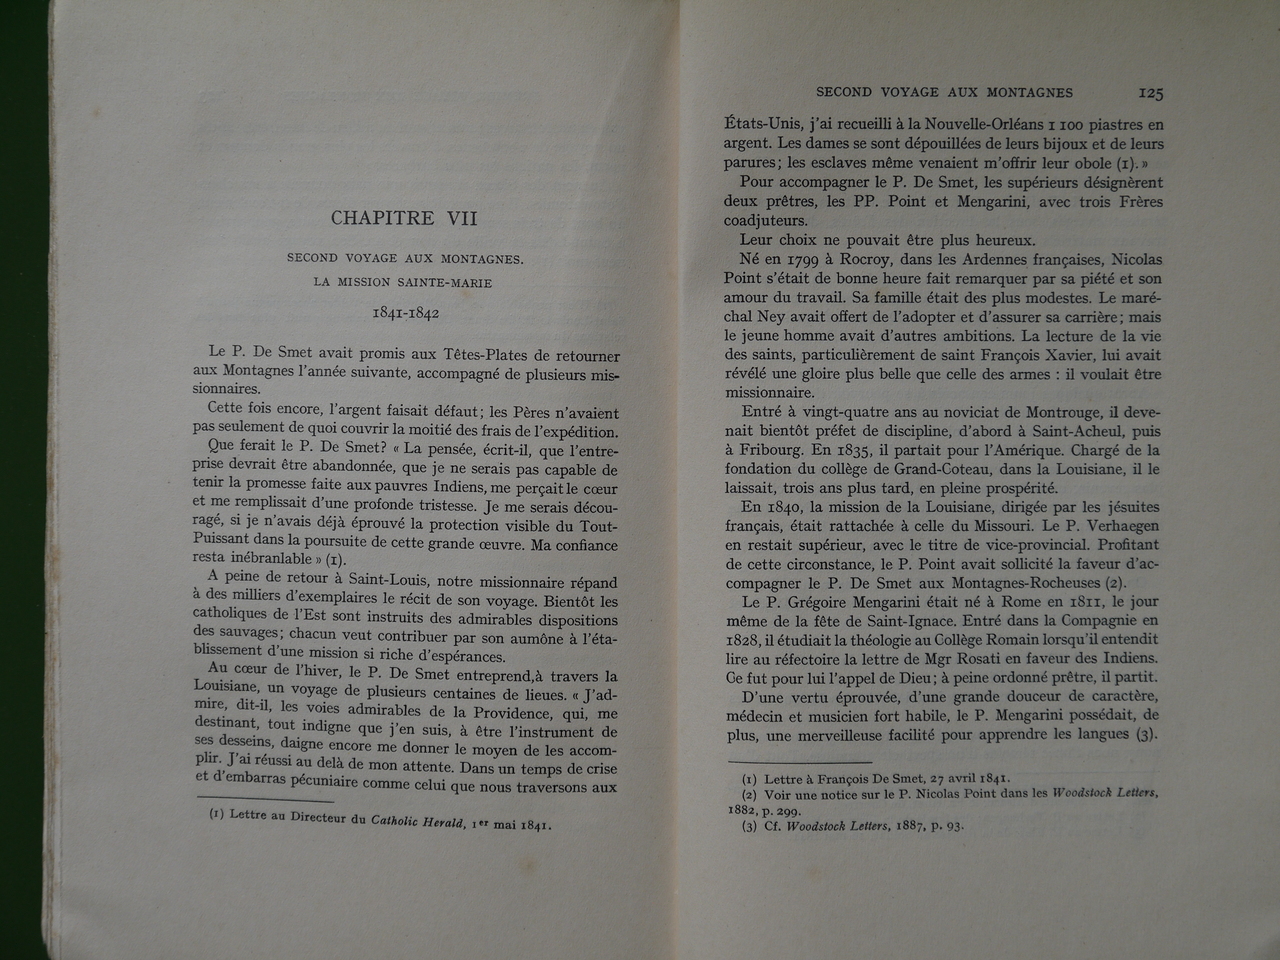 CHAPITRE VII
SECOND VOYAGE AUX MONTAGNES.
LA MISSION SAINTE-MARIE
1841-1842
Le P. De Smet avait promis aux Têtes-Plates de retourner
aux Montagnes l'année suivante, accompagné de plusieurs mis-
sionnaires.
Cette fois encore, l'argent faisait défaut; les Pères n'avaient
pas seulement de quoi couvrir la moitié des frais de l'expédition.
Que ferait le P. De Smet? « La pensée, écrit-il, que l'entre-
prise devrait être abandonnée, que je ne serais pas capable de
tenir la promesse faite aux pauvres Indiens, me perçait le cœur
et me remplissait d'une profonde tristesse. Je me serais décou-
ragé, si je n'avais déjà éprouvé la protection visible du Tout-
Puissant dans la poursuite de cette grande œuvre. Ma confiance
resta inébranlable » (1).
A peine de retour à Saint-Louis, notre missionnaire répand
à des milliers d'exemplaires le récit de son voyage. Bientôt les
catholiques de l'Est sont instruits des admirables dispositions
des sauvages; chacun veut contribuer par son aumône à l'éta-
blissement d'une mission si riche d'espérances.
Au cœur de l'hiver, le P. De Smet entreprend,à travers la
Louisiane, un voyage de plusieurs centaines de lieues. « J'ad-
mire, dit-il, les voies admirables de la Providence, qui, me
destinant, tout indigne que j'en suis, à être l'instrument de
ses desseins, daigne encore me donner le moyen de les accom-
plir. J'ai réussi au delà de mon attente. Dans un temps de crise
et d'embarras pécuniaire comme celui que nous traversons aux
(1) Lettre au Directeur du Catholic Herald, 1er mai 1841.
SECOND VOYAGE AUX MONTAGNES 125
États-Unis, j'ai recueilli à la Nouvelle-Orléans 1 100 piastres en
argent. Les dames se sont dépouillées de leurs bijoux et de leurs
parures; les esclaves même venaient m'offrir leur obole (1). »
Pour accompagner le P. De Smet, les supérieurs désignèrent
deux prêtres, les PP. Point et Mengarini, avec trois Frères
coadjuteurs.
Leur choix ne pouvait être plus heureux.
Né en 1799 à Rocroy, dans les Ardennes françaises, Nicolas
Point s'était de bonne heure fait remarquer par sa piété et son
amour du travail. Sa famille était des plus modestes. Le maré-
chal Ney avait offert de l'adopter et d'assurer sa carrière; mais
le jeune homme avait d'autres ambitions. La lecture de la vie
des saints, particulièrement de saint François Xavier, lui avait
révélé une gloire plus belle que celle des armes : il voulait être
missionnaire.
Entré à vingt-quatre ans au noviciat de Montrouge, il deve-
nait bientôt préfet de discipline, d'abord à Saint-Acheul, puis
à Fribourg. En 1835, il partait pour l'Amérique. Chargé de la
fondation du collège de Grand-Coteau, dans la Louisiane, il le
laissait, trois ans plus tard, en pleine prospérité.
En 1840, la mission de la Louisiane, dirigée par les jésuites
français, était rattachée à celle du Missouri. Le P. Verhaegen
en restait supérieur, avec le titre de vice-provincial. Profitant
de cette circonstance, le P. Point avait sollicité la faveur d'ac-
compagner le P. De Smet aux Montagnes-Rocheuses (2).
Le P. Grégoire Mengarini était né à Rome en 1811, le jour
même de la fête de Saint-Ignace. Entré dans la Compagnie en
1828, il étudiait la théologie au Collège Romain lorsqu'il entendit
lire au réfectoire la lettre de Mgr Rosati en faveur des Indiens.
Ce fut pour lui l'appel de Dieu; à peine ordonné prêtre, il partit.
D'une vertu éprouvée, d'une grande douceur de caractère,
médecin et musicien fort habile, le P. Mengarini possédait, de
plus, une merveilleuse facilité pour apprendre les langues (3).
(1) Lettre à François De Smet, 27 avril 1841.
(2) Voir une notice sur le P. Nicolas Point dans les Woodstock Letters,
1882, p. 299.
(3) Cf. Woodstock Letters, 1887, p. 93.